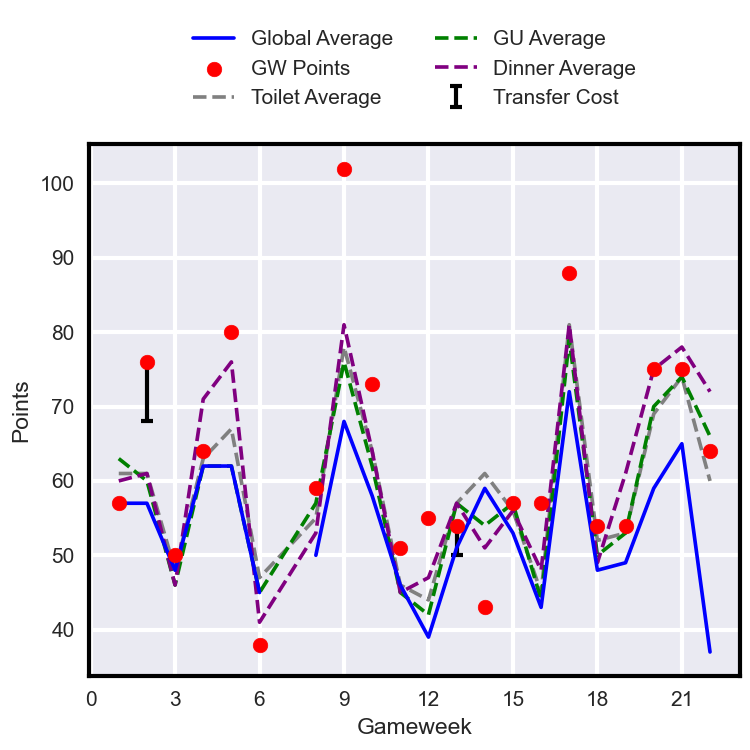 Global Average
GW Points
Toilet Average
GU Average
Dinner Average
Transfer Cost
100
90
80
70
60
50
40
Points
0 3 6 9 12 15 18 21
Gameweek